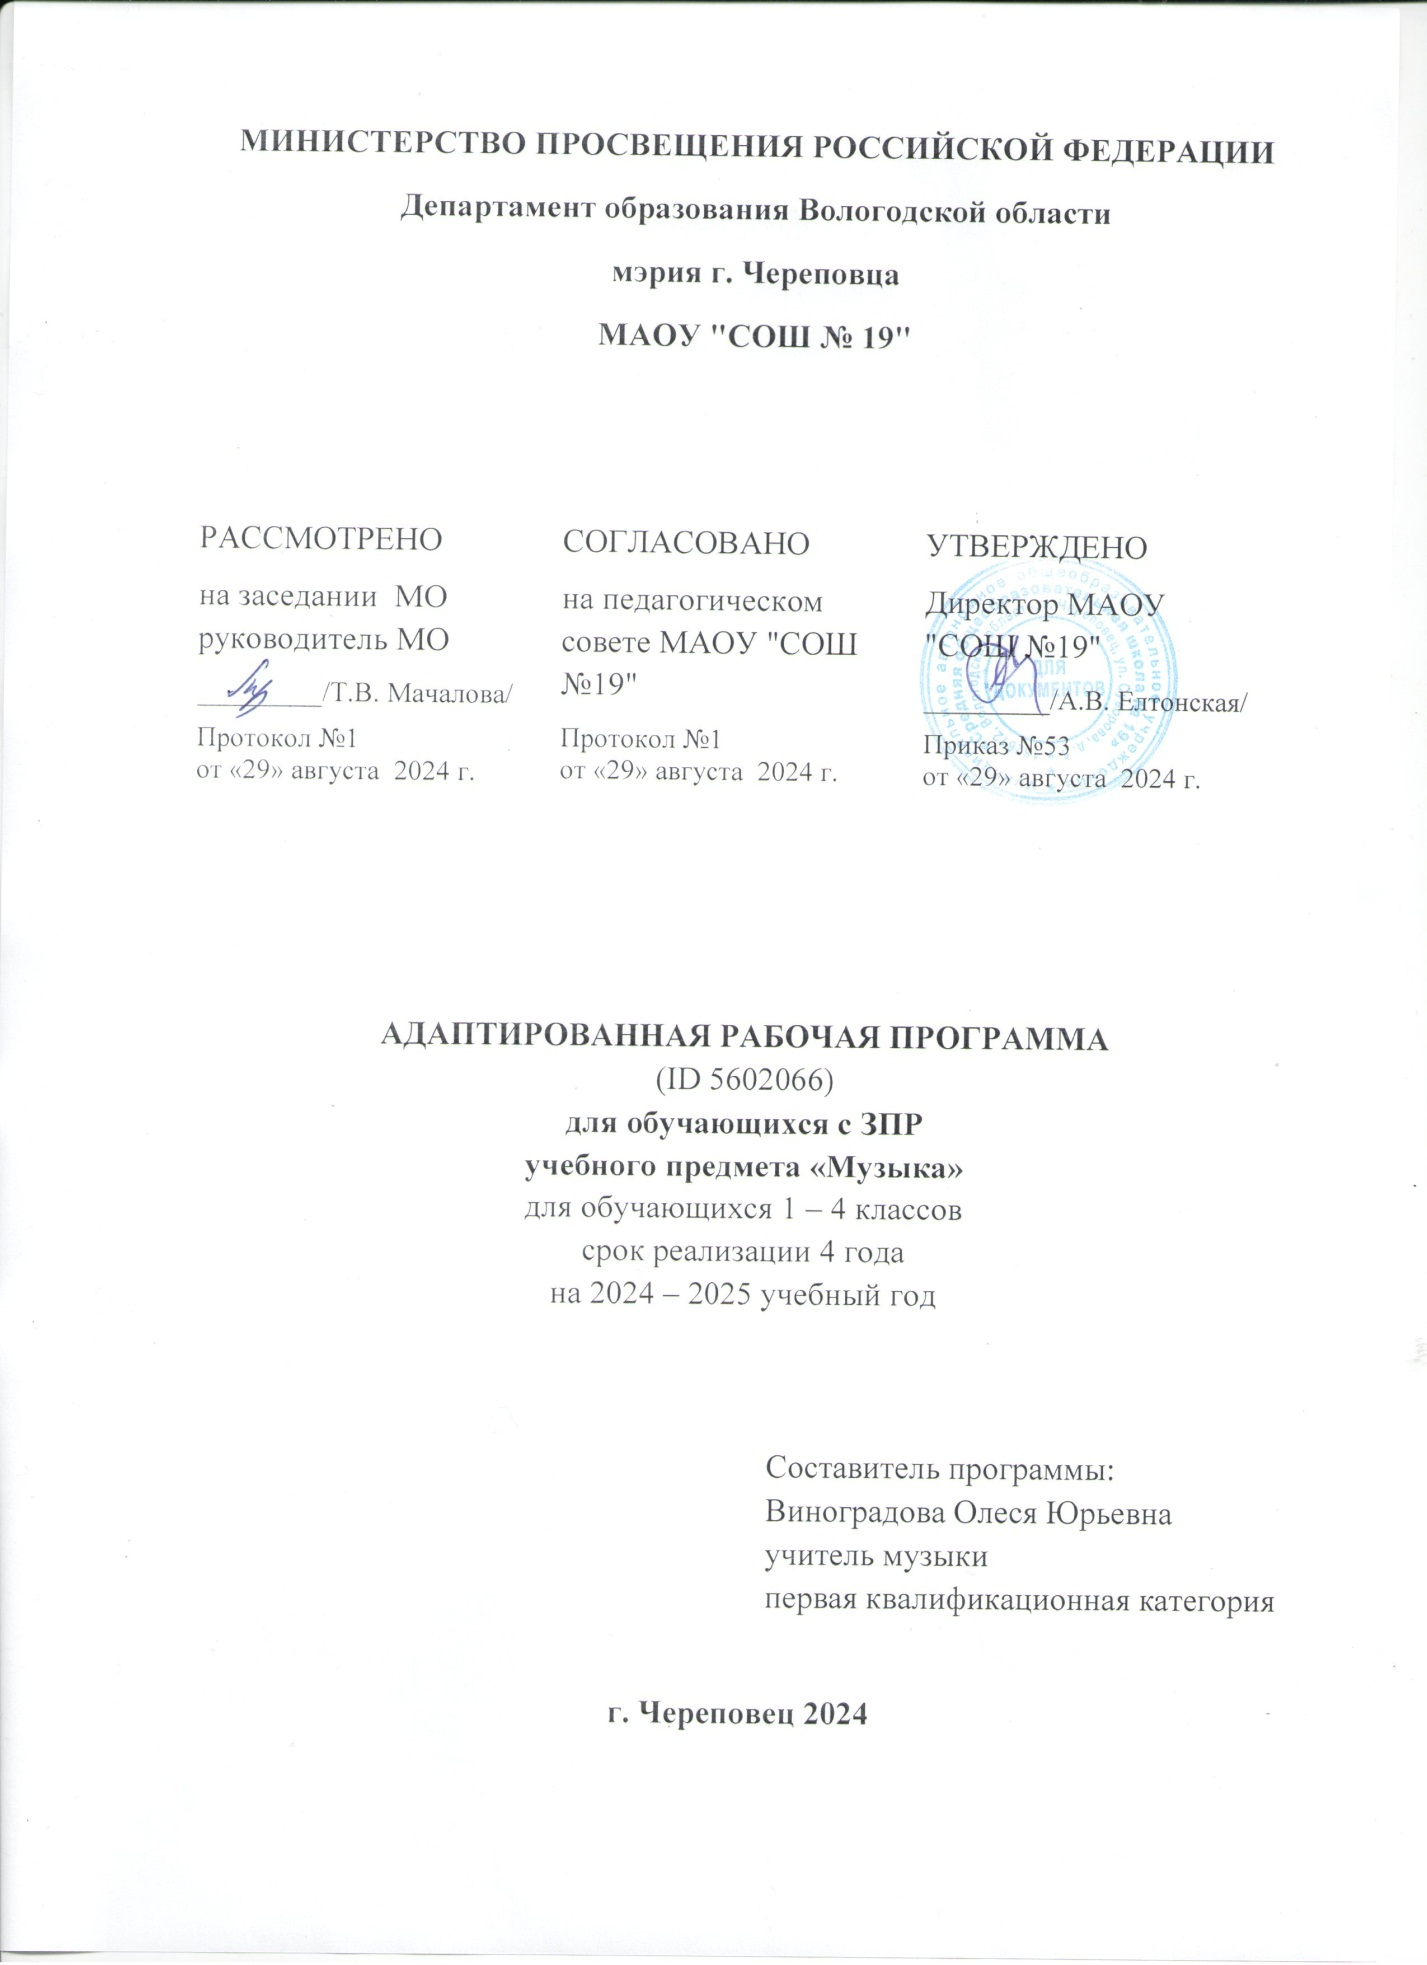 МИНИСТЕРСТВО ПРОСВЕЩЕНИЯ РОССИЙСКОЙ ФЕДЕРАЦИИ
Департамент образования Вологодской области
мэрия г. Череповца
МАОУ "СОШ № 19"
РАССМОТРЕНО
на заседании  МО
руководитель МО
_________/Т.В. Мачалова/
Протокол №1
от «29» августа  2024 г.
СОГЛАСОВАНО
на педагогическом
совете МАОУ "СОШ
№19"
Протокол №1
от «29» августа  2024 г.
УТВЕРЖДЕНО
Директор МАОУ
"СОШ №19"
_________/А.В. Елтонская/
Приказ №53
от «29» августа  2024 г.
ДЛЯ
ДОКУМЕНТОВ
АДАПТИРОВАННАЯ РАБОЧАЯ ПРОГРАММА
(ID 5602066)
для обучающихся с ЗПР
учебного предмета «Музыка»
для обучающихся 1 – 4 классов
срок реализации 4 года
на 2024 – 2025 учебный год
Составитель программы:
Виноградова Олеся Юрьевна
учитель музыки
первая квалификационная категория
г. Череповец 2024